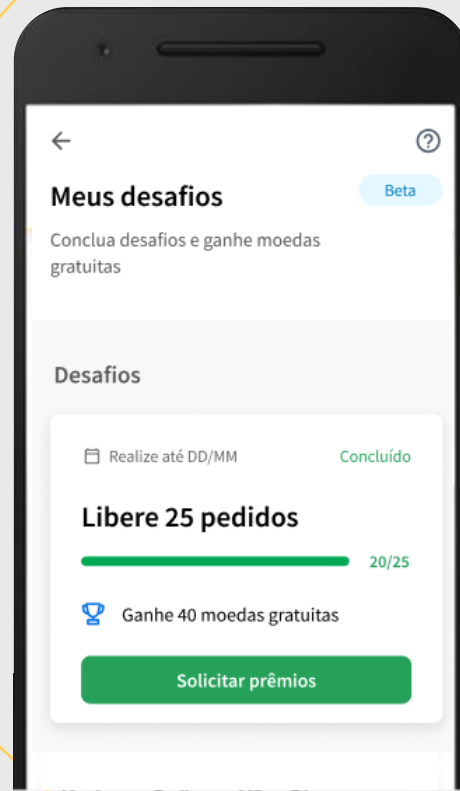 Meus desafios
Beta
Conclua desafios e ganhe moedas
gratuitas
Desafios
Realize até DD/MM
Concluído
Libere 25 pedidos
20/25
Ganhe 40 moedas gratuitas
Solicitar prêmios